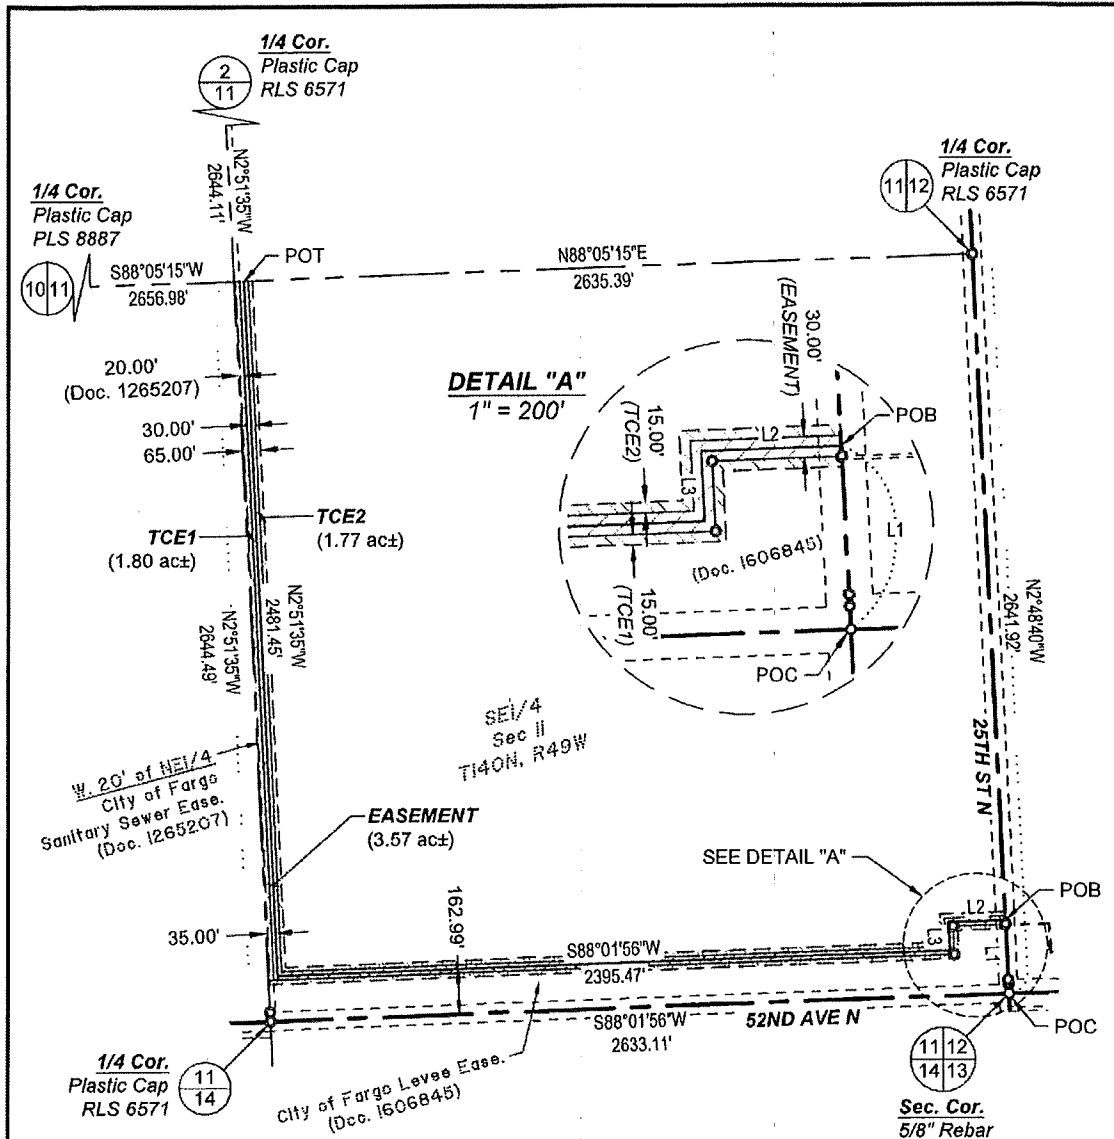 1/4 Cor.
Plastic Cap
RLS 6571
2
11
N2°51'35"W
2644.11'
1/4 Cor.
Plastic Cap
PLS 8887
10 11
S88°05'15"W
2656.98'
POT
N88°05'15"E
2635.39'
1/4 Cor.
Plastic Cap
RLS 6571
11 12
20.00'
(Doc. 1265207)
30.00'
65.00'
TCE1
(1.80 ac±)
TCE2
(1.77 ac±)
DETAIL "A"
1" = 200'
30.00'
(EASEMENT)
15.00'
(TCE2)
L2
L3
POB
L1
(Doc. 1606845)
15.00'
(TCE1)
POC
N2°51'35"W
2481.45'
N2°51'35"W
2644.49'
N2°48'40"W
2641.92'
25TH ST N
SE1/4
Sec 11
T140N, R49W
W. 20' of NE1/4
City of Fargo
Sanitary Sewer Ease.
(Doc. 1265207)
EASEMENT
(3.57 ac±)
SEE DETAIL "A"
35.00'
162.99'
S88°01'56"W
2395.47'
L2
L3
L1
POB
S88°01'56"W
2633.11'
52ND AVE N
POC
1/4 Cor.
Plastic Cap
RLS 6571
11
14
City of Fargo Levee Ease.
(Doc. 1606845)
11 12
14 13
Sec. Cor.
5/8" Rebar